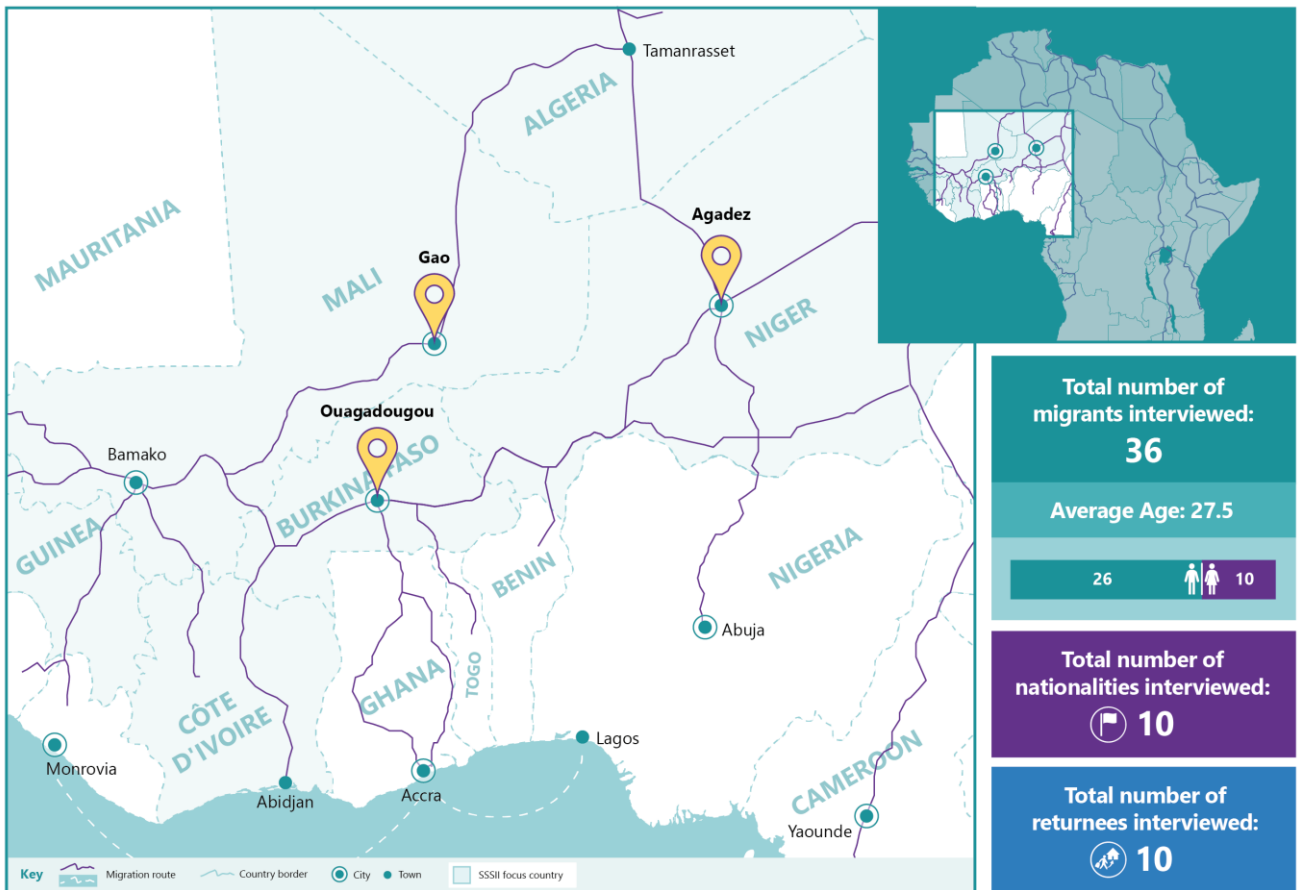 Tamanrasset
ALGERIA
MAURITANIA
Agadez
Gao
MALI
NIGER
Ouagadougou
Bamako
BURKINA FASO
GUINEA
NIGERIA
BENIN
Abuja
TOGO
GHANA
CÔTE
D'IVOIRE
Lagos
Monrovia
CAMEROON
Abidjan
Accra
Yaounde
Key
Migration route
Country border
City
Town
SSSII focus country
Total number of
migrants interviewed:
36
Average Age: 27.5
26
10
Total number of
nationalities interviewed:
10
Total number of
returnees interviewed:
10